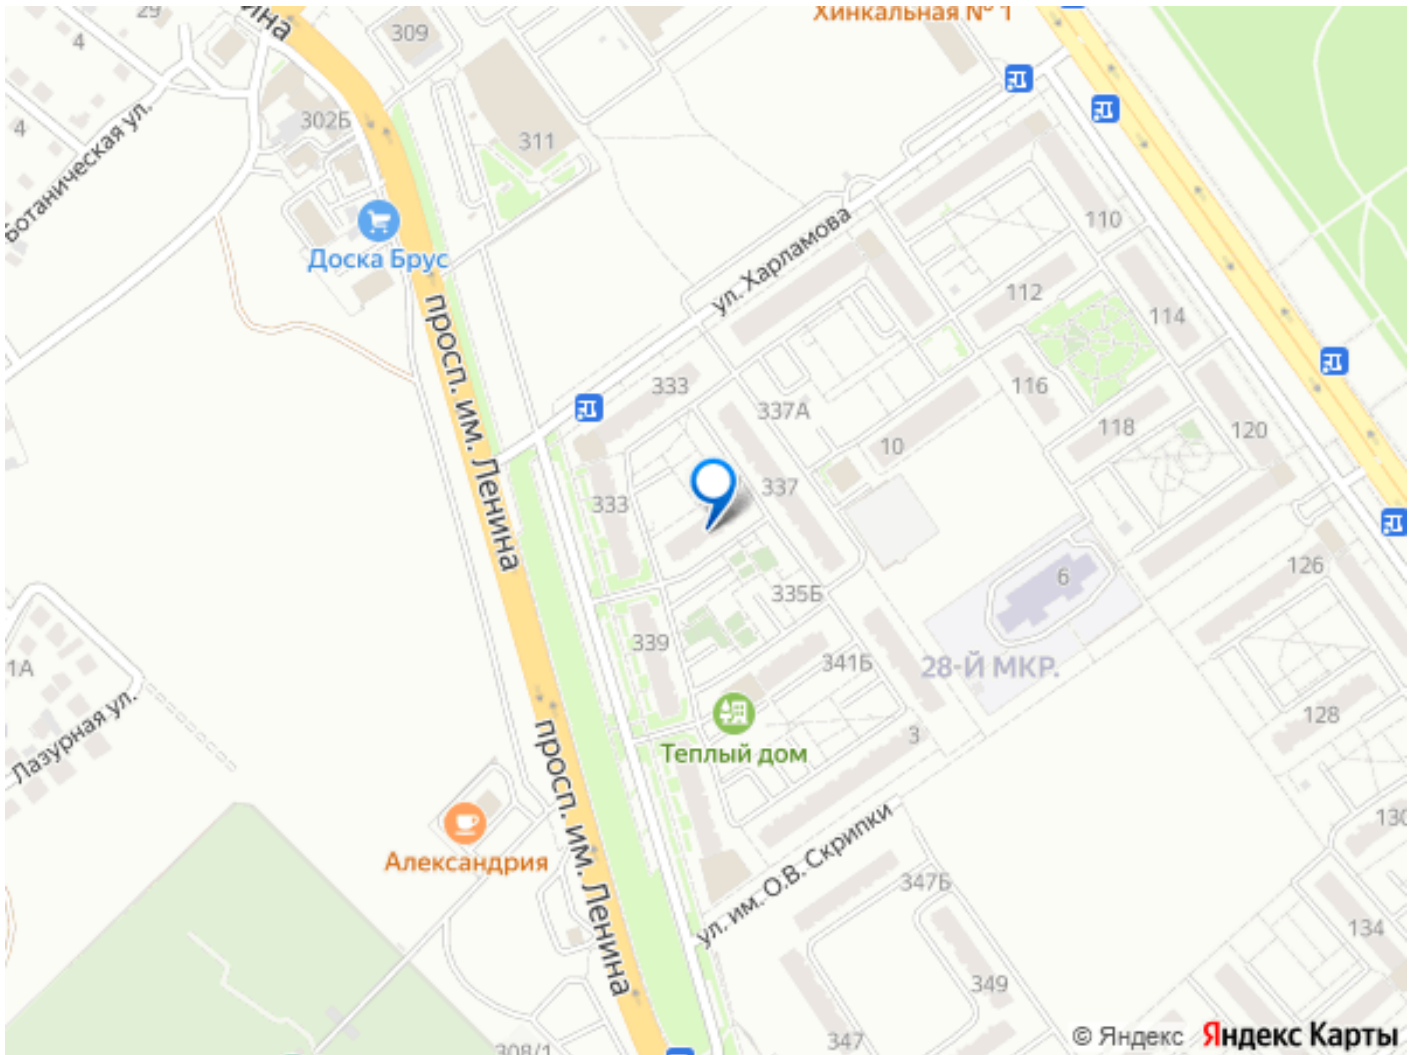 Хинкальная № 1
ина
4
309
29
302Б
311
4
Ботаническая ул.
Доска Брус
110
ул. Харламова
112
114
просп. им. Ленина
333
116
337А
118
120
10
333
337
126
6
335Б
339
341Б
28-Й МКР.
1А
128
Лазурная ул.
3
Теплый дом
просп. им. Ленина
130
Александрия
ул. им. О.В. Скрипки
347Б
134
349
347
308/1
© Яндекс Яндекс Карты